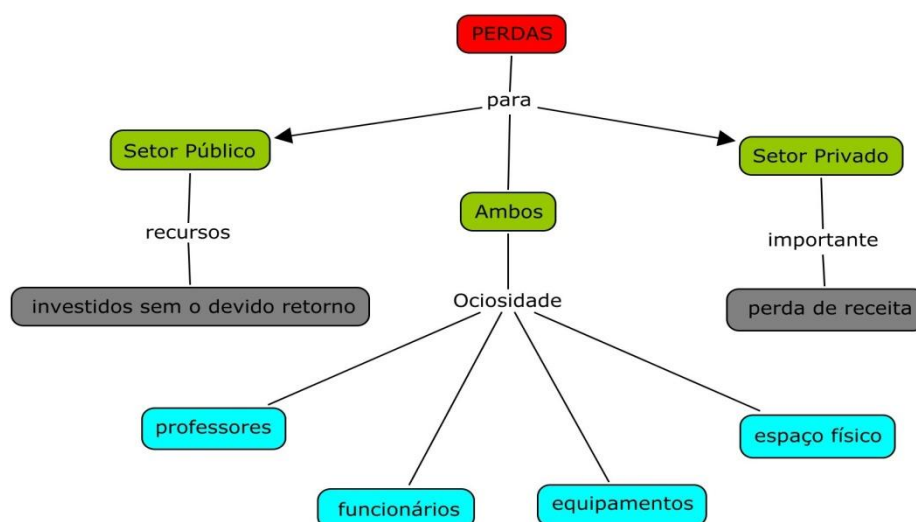 PERDAS
para
Setor Público
Setor Privado
Ambos
recursos
importante
investidos sem o devido retorno
Ociosidade
perda de receita
professores
espaço físico
funcionários
equipamentos